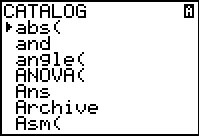 CATALOG A
▶abs(
and
angle(
ANOVA(
Ans
Archive
Asm(